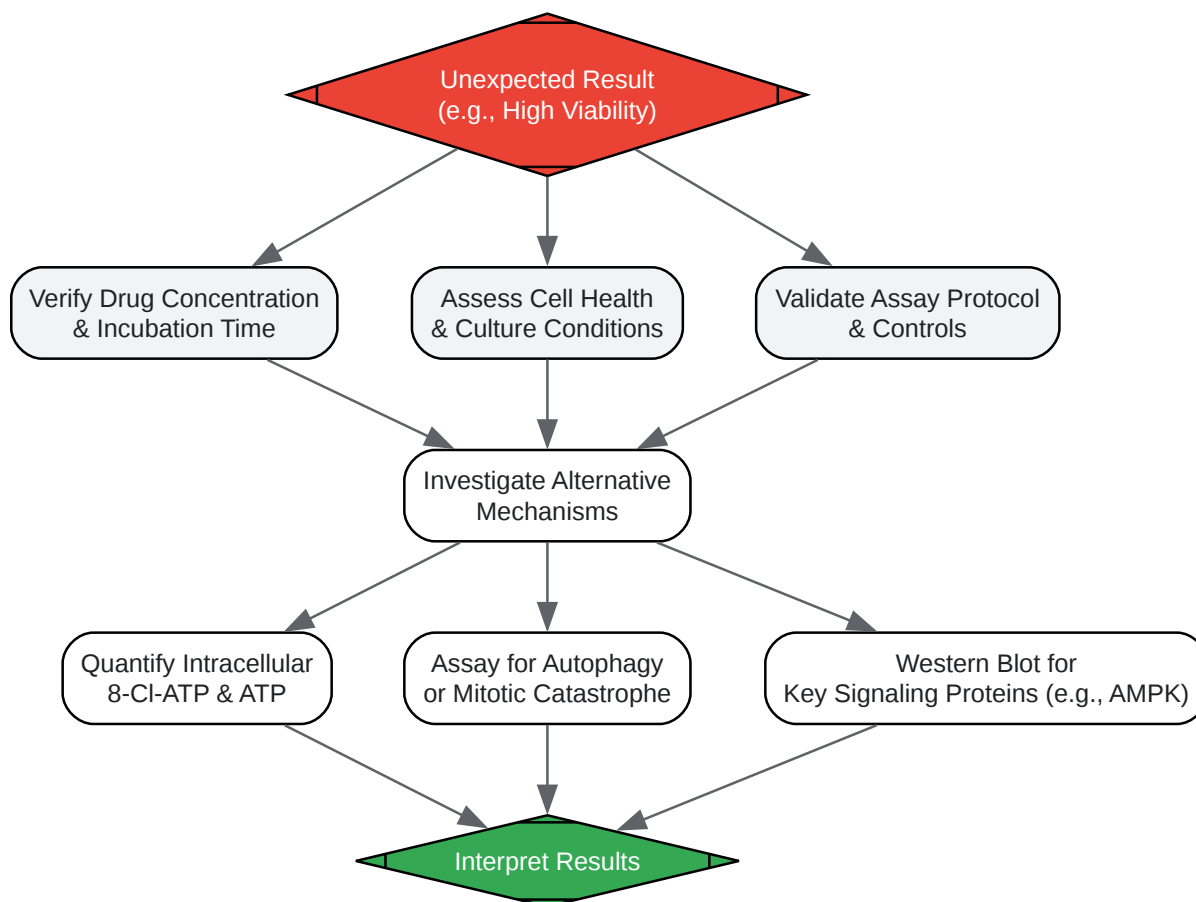 Unexpected Result
(e.g., High Viability)
Verify Drug Concentration
& Incubation Time
Assess Cell Health
& Culture Conditions
Validate Assay Protocol
& Controls
Investigate Alternative
Mechanisms
Quantify Intracellular
8-Cl-ATP & ATP
Assay for Autophagy
or Mitotic Catastrophe
Western Blot for
Key Signaling Proteins (e.g., AMPK)
Interpret Results